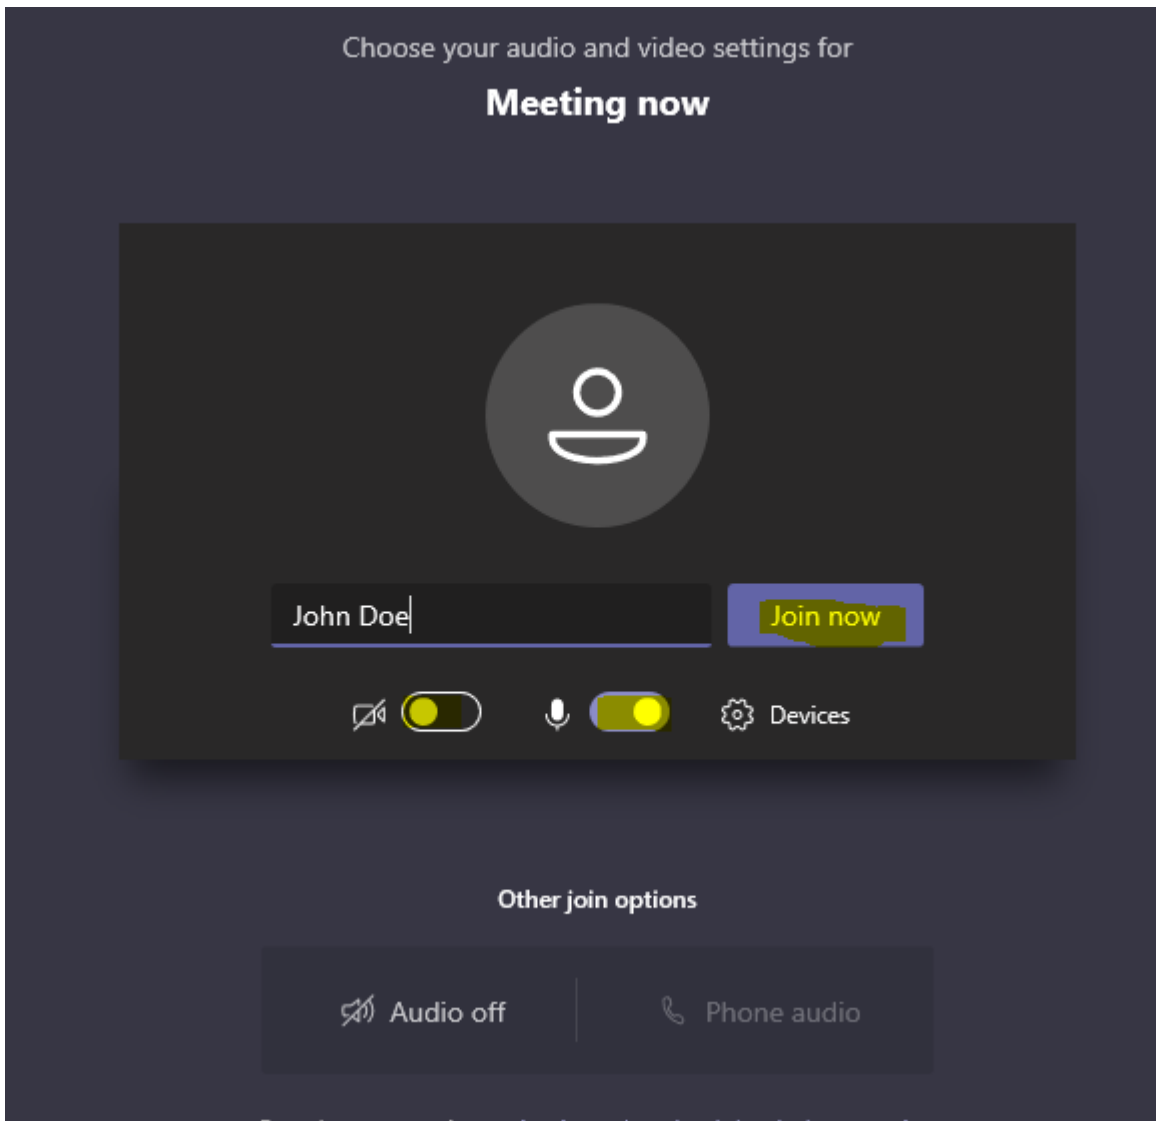 Choose your audio and video settings for
Meeting now
John Doe
Join now
Devices
Other join options
Audio off
Phone audio